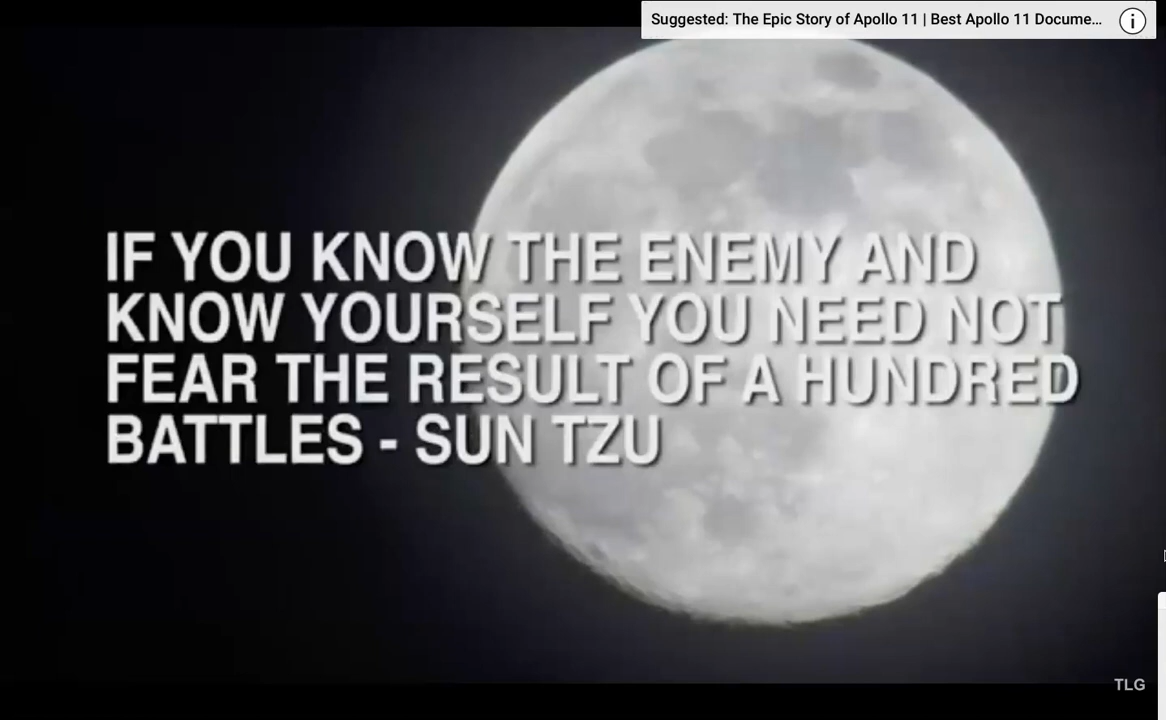 Suggested: The Epic Story of Apollo 11 | Best Apollo 11 Docume...
IF YOU KNOW THE ENEMY AND
KNOW YOURSELF YOU NEED NOT
FEAR THE RESULT OF A HUNDRED
BATTLES - SUN TZU
TLG